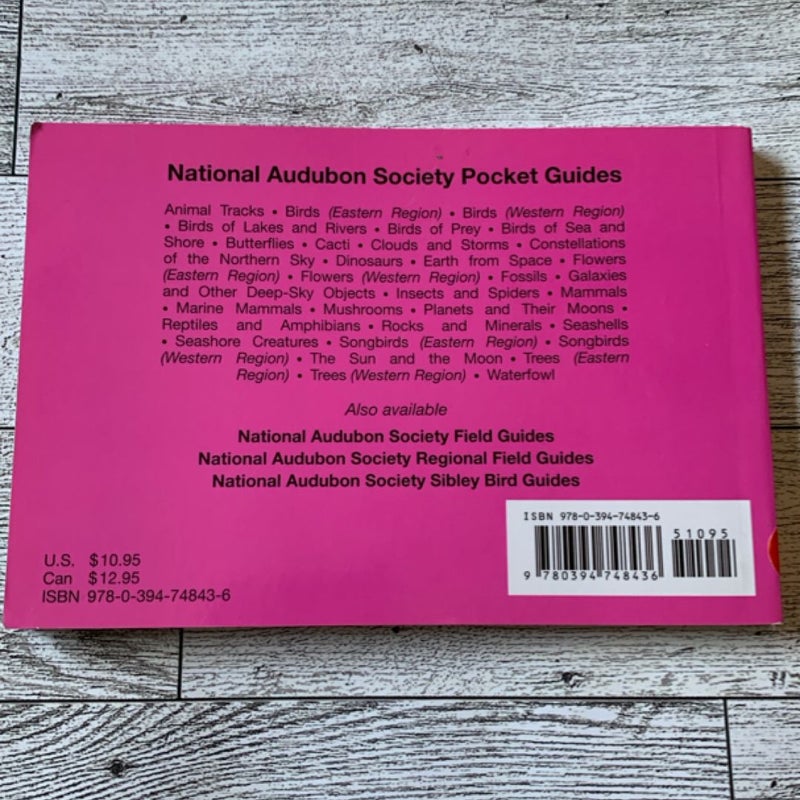 National Audubon Society Pocket Guides
Animal Tracks • Birds (Eastern Region) • Birds (Western Region)
• Birds of Lakes and Rivers • Birds of Prey • Birds of Sea and
Shore • Butterflies • Cacti • Clouds and Storms • Constellations
of the Northern Sky • Dinosaurs • Earth from Space • Flowers
(Eastern Region) • Flowers (Western Region) • Fossils • Galaxies
and Other Deep-Sky Objects • Insects and Spiders • Mammals
• Marine Mammals • Mushrooms • Planets and Their Moons •
Reptiles and Amphibians • Rocks and Minerals • Seashells
• Seashore Creatures • Songbirds (Eastern Region) • Songbirds
(Western Region) • The Sun and the Moon • Trees (Eastern
Region) • Trees (Western Region) • Waterfowl
Also available
National Audubon Society Field Guides
National Audubon Society Regional Field Guides
National Audubon Society Sibley Bird Guides
U.S. $10.95
Can $12.95
ISBN 978-0-394-74843-6
ISBN 978-0-394-74843-6
51095
9 780394 748436